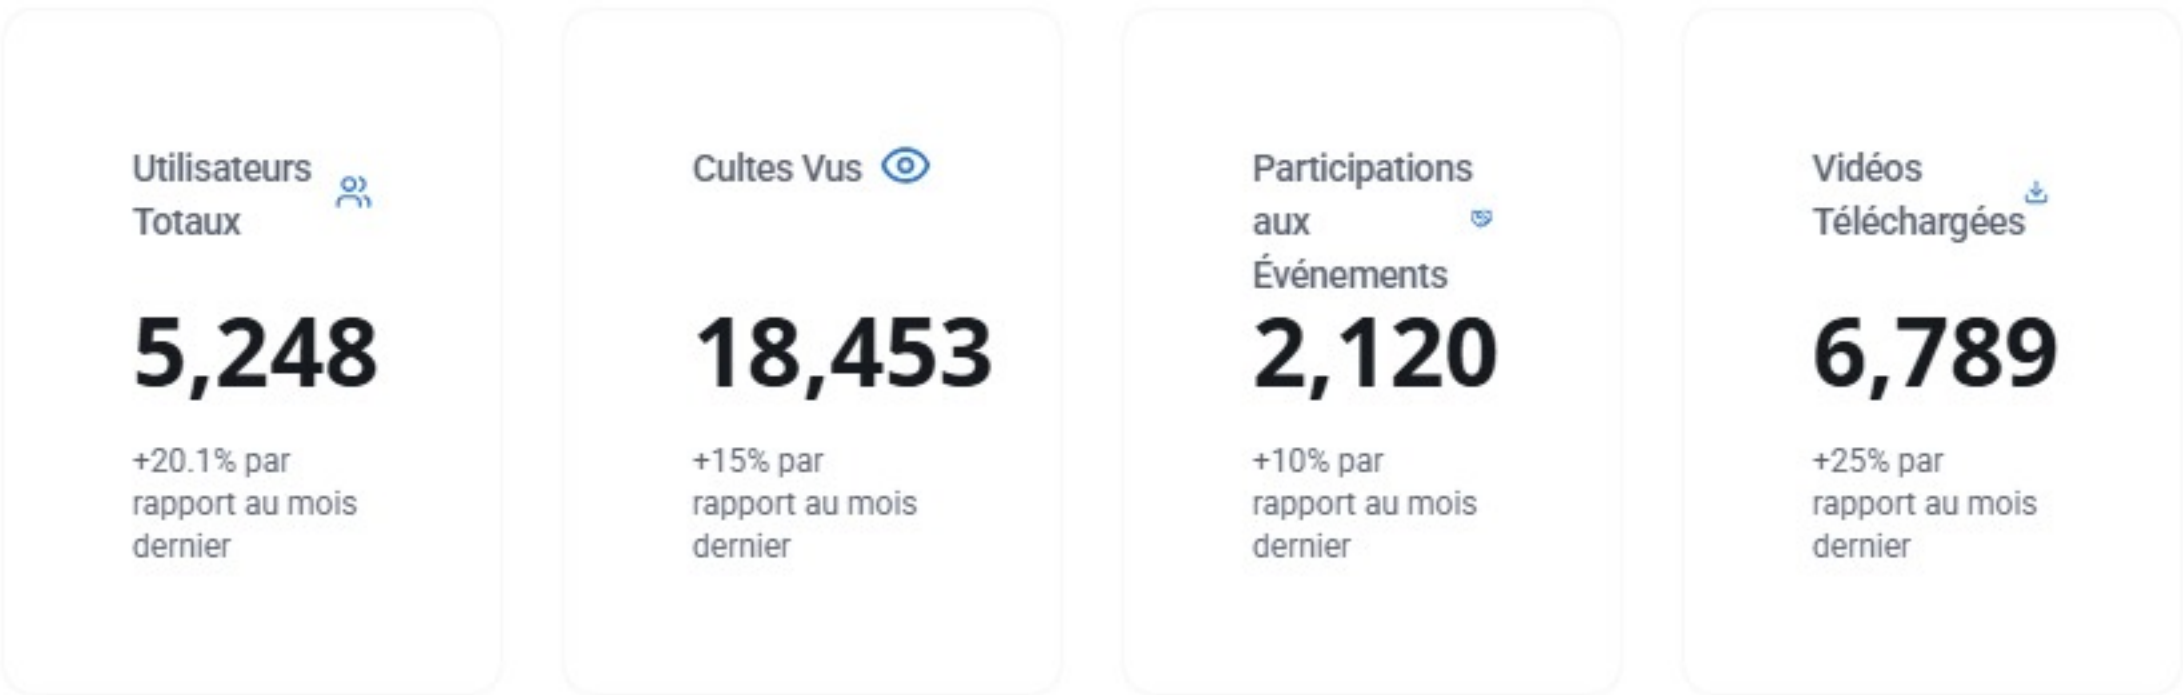 Utilisateurs
Totaux
5,248
+20.1% par
rapport au mois
dernier
Cultes Vus
18,453
+15% par
rapport au mois
dernier
Participations
aux
Événements
2,120
+10% par
rapport au mois
dernier
Vidéos
Téléchargées
6,789
+25% par
rapport au mois
dernier